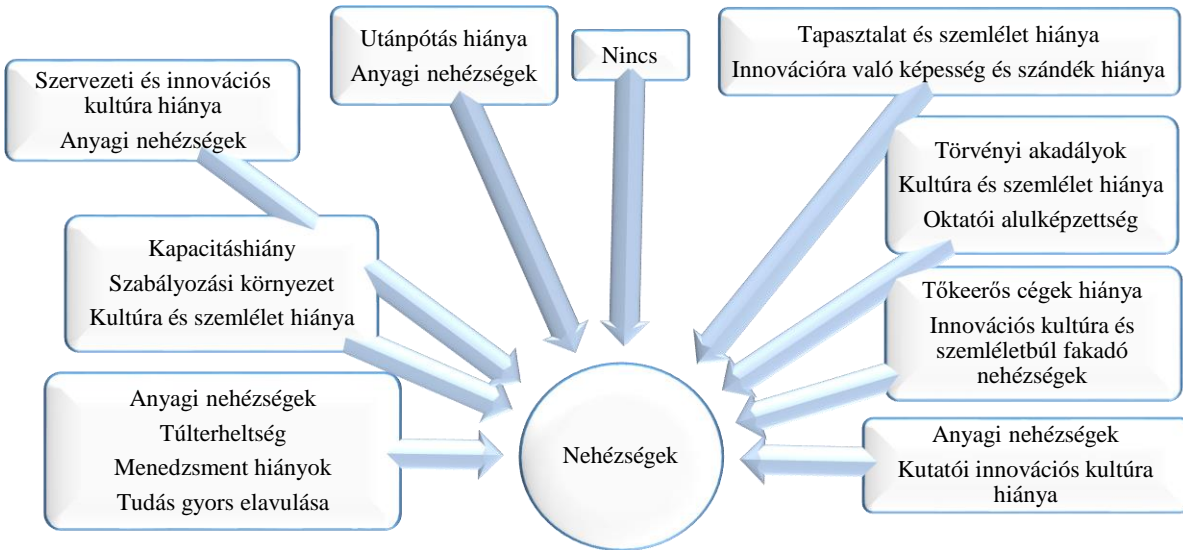 Szervezeti és innovációs
kultúra hiánya
Anyagi nehézségek
Utánpótás hiánya
Anyagi nehézségek
Nincs
Tapasztalat és szemlélet hiánya
Innovációra való képesség és szándék hiánya
Törvényi akadályok
Kultúra és szemlélet hiánya
Oktatói alulképzettség
Kapacitáshiány
Szabályozási környezet
Kultúra és szemlélet hiánya
Tőkeerős cégek hiánya
Innovációs kultúra és
szemléletbúl fakadó
nehézségek
Anyagi nehézségek
Túlterheltség
Menedzsment hiányok
Tudás gyors elavulása
Nehézségek
Anyagi nehézségek
Kutatói innovációs kultúra
hiánya